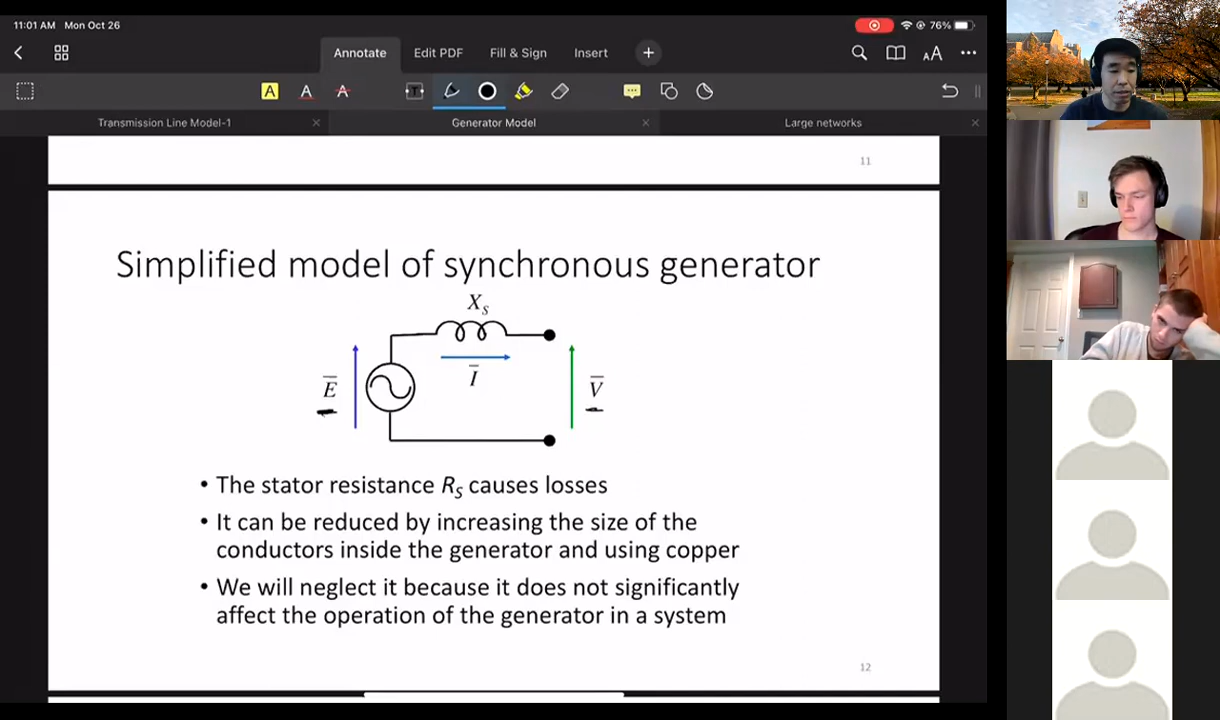 11:01 AM Mon Oct 26
76%
Annotate Edit PDF Fill & Sign Insert +
AA
A A A T
Transmission Line Model-1 × Generator Model × Large networks ×
11
Simplified model of synchronous generator
Xs
E
I
V
• The stator resistance Rs causes losses
• It can be reduced by increasing the size of the
conductors inside the generator and using copper
• We will neglect it because it does not significantly
affect the operation of the generator in a system
12